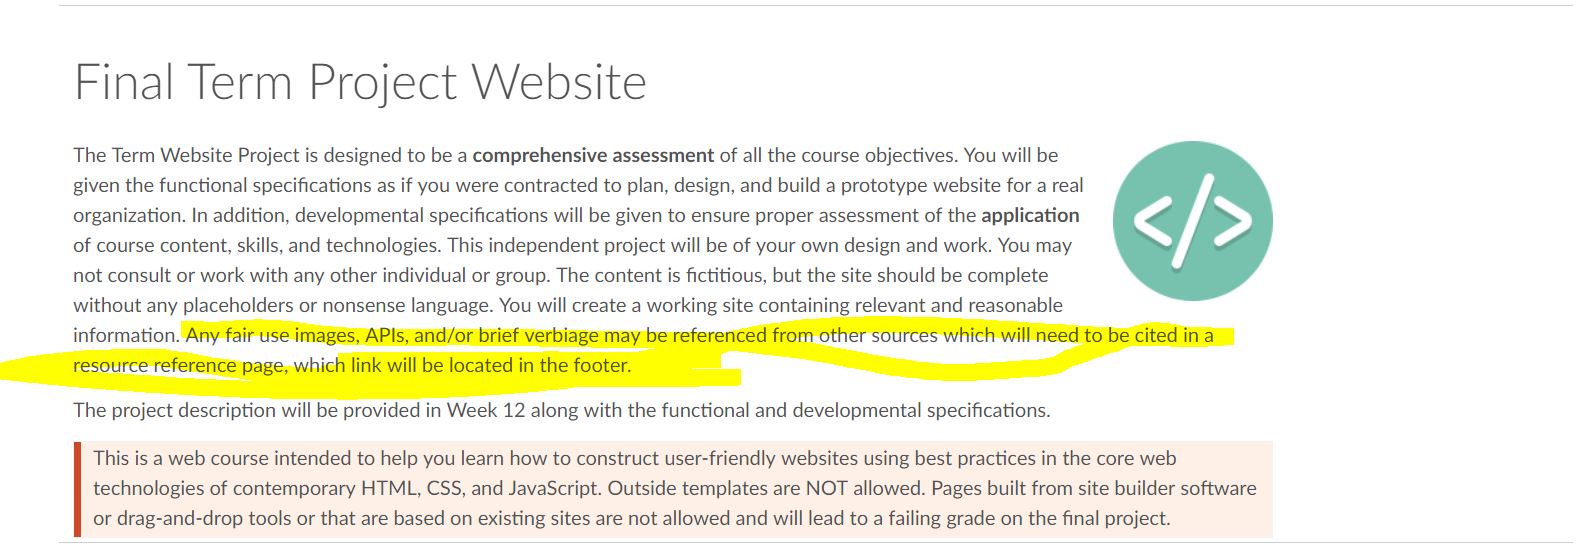 Final Term Project Website
The Term Website Project is designed to be a comprehensive assessment of all the course objectives. You will be
given the functional specifications as if you were contracted to plan, design, and build a prototype website for a real
organization. In addition, developmental specifications will be given to ensure proper assessment of the application
of course content, skills, and technologies. This independent project will be of your own design and work. You may
not consult or work with any other individual or group. The content is fictitious, but the site should be complete
without any placeholders or nonsense language. You will create a working site containing relevant and reasonable
information. Any fair use images, APIs, and/or brief verbiage may be referenced from other sources which will need to be cited in a
resource reference page, which link will be located in the footer.
</>
The project description will be provided in Week 12 along with the functional and developmental specifications.
This is a web course intended to help you learn how to construct user-friendly websites using best practices in the core web
technologies of contemporary HTML, CSS, and JavaScript. Outside templates are NOT allowed. Pages built from site builder software
or drag-and-drop tools or that are based on existing sites are not allowed and will lead to a failing grade on the final project.